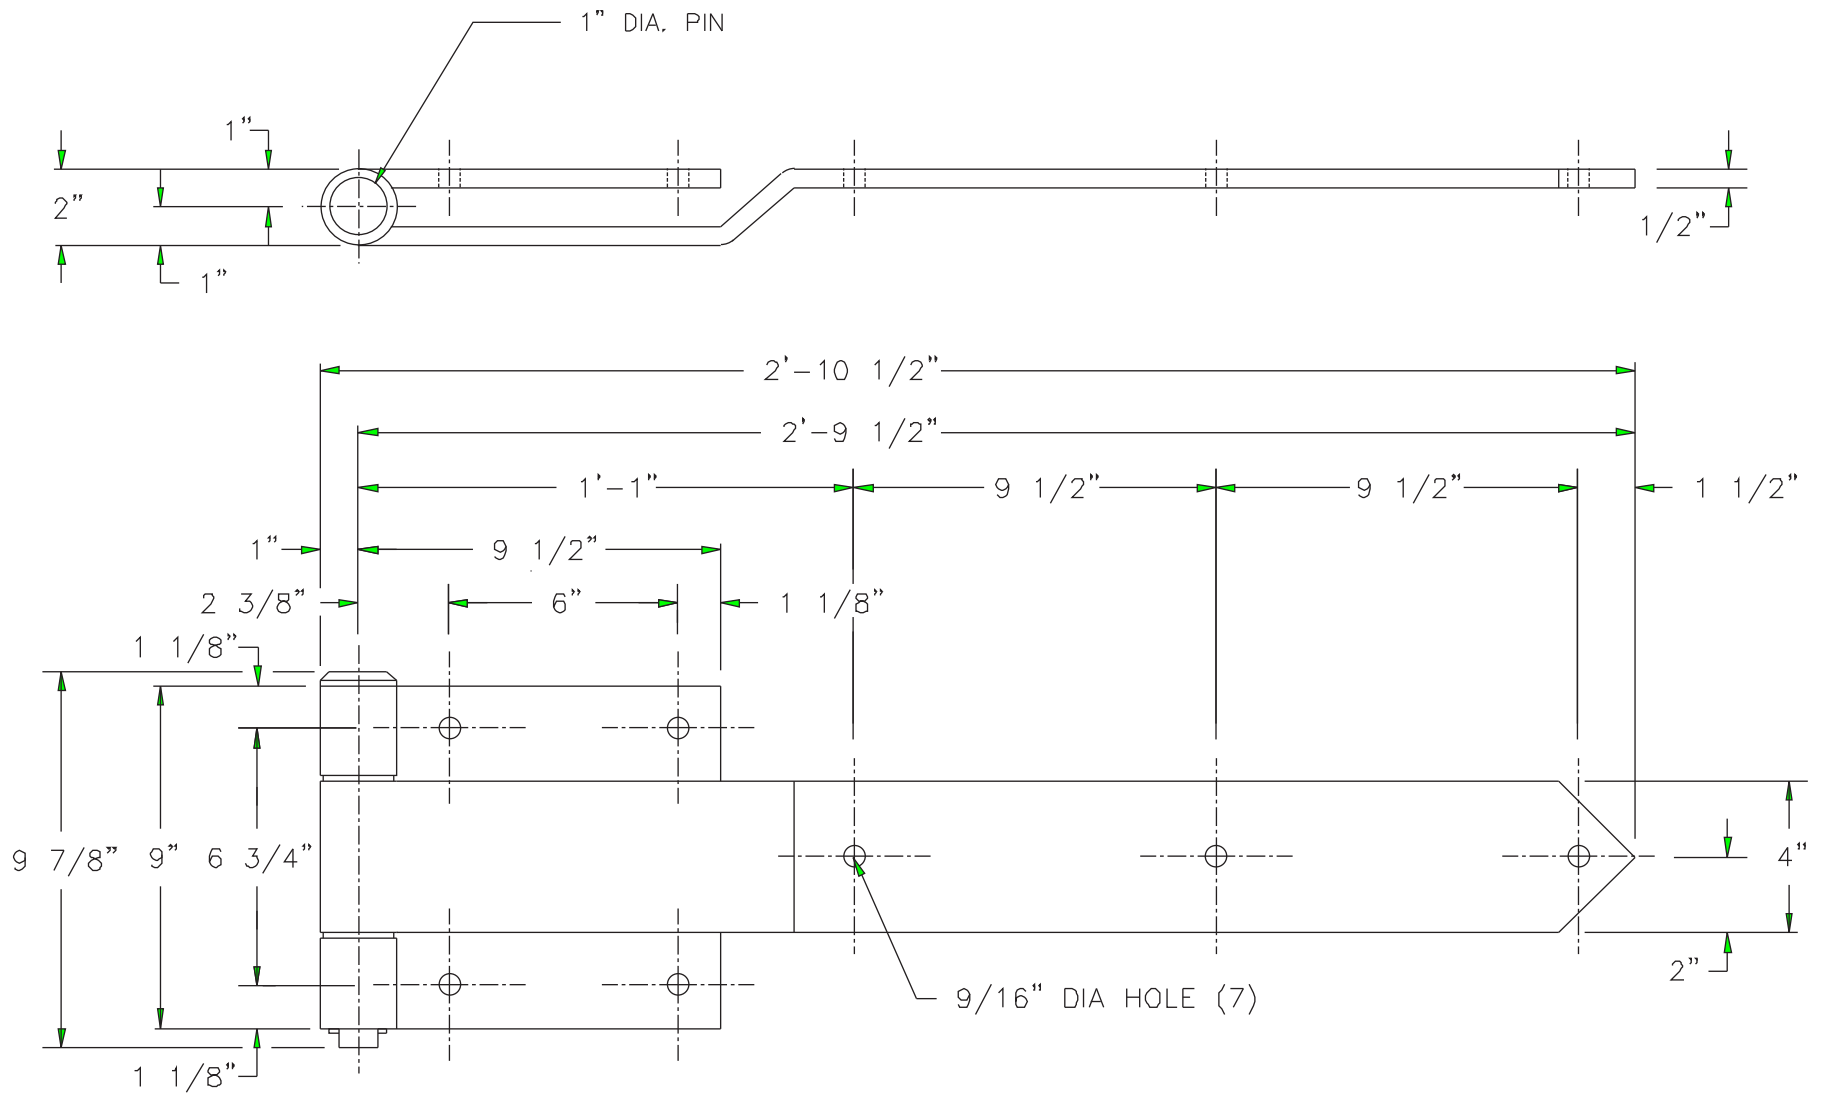 1" DIA. PIN
1"
2"
1"
1/2"
2'-10 1/2"
2'-9 1/2"
1'-1" 9 1/2" 9 1/2" 1 1/2"
1" 9 1/2"
2 3/8" 6" 1 1/8"
1 1/8"
9 7/8" 9" 6 3/4" 4"
2"
9/16" DIA HOLE (7)
1 1/8"